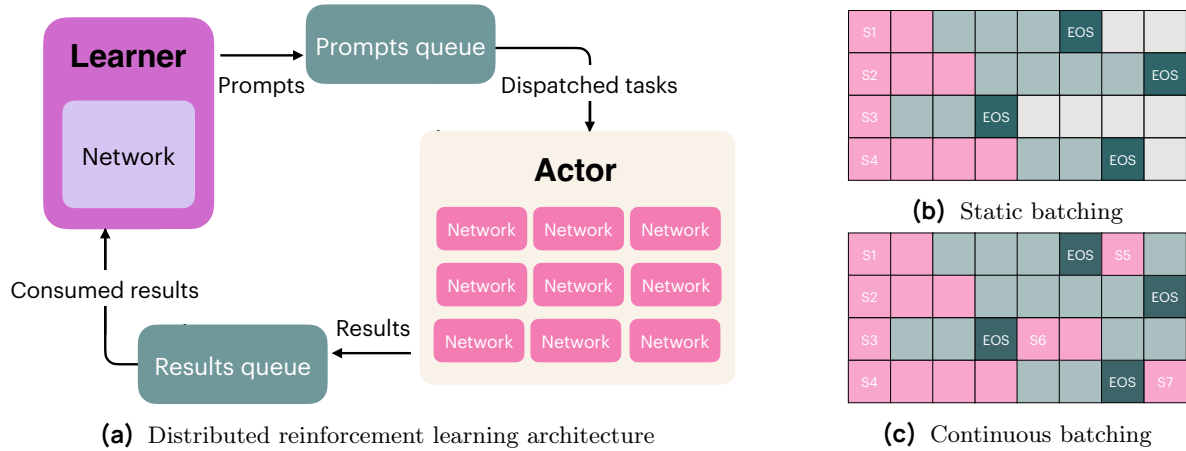 Learner
Network
Prompts
Prompts queue
Dispatched tasks
Actor
Network Network Network
Network Network Network
Network Network Network
Results
Results queue
Consumed results
(a) Distributed reinforcement learning architecture
S1 EOS
S2 EOS
S3 EOS
S4 EOS
(b) Static batching
S1 EOS S5
S2 EOS
S3 EOS S6
S4 EOS S7
(c) Continuous batching